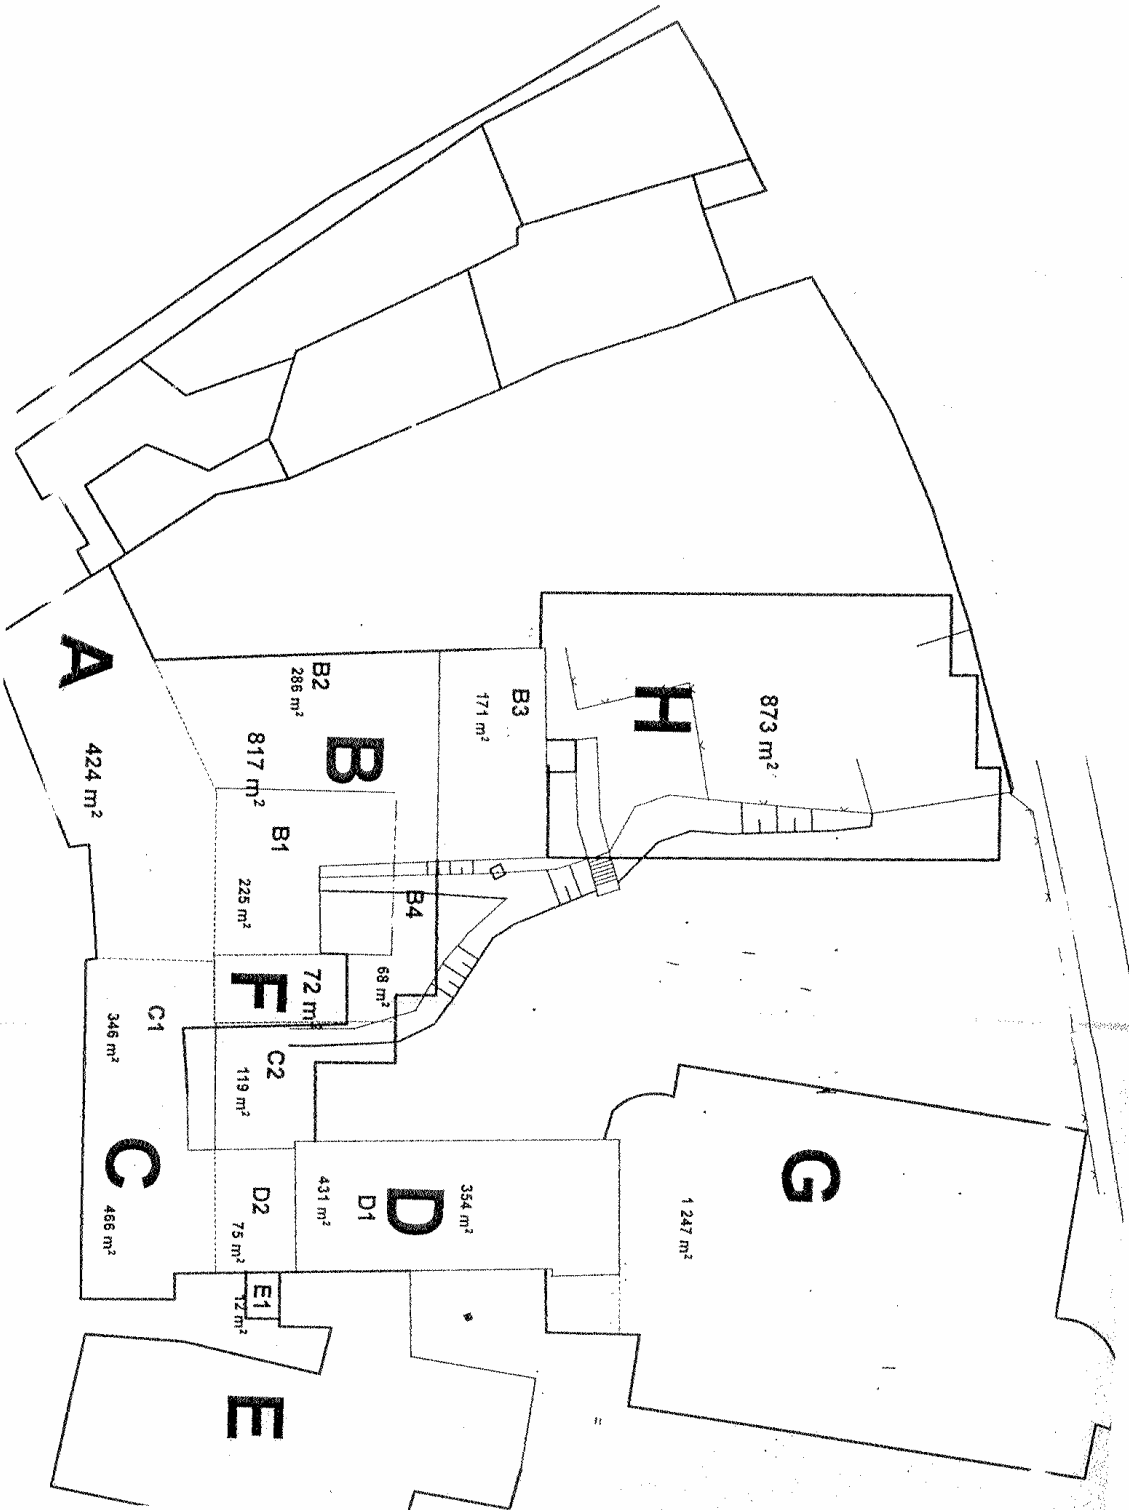 873 m²
H
B3
171 m²
B2
286 m²
B
817 m²
B1
225 m²
B4
68 m²
A
424 m²
72 m²
F
C2
119 m²
C1
346 m²
C
466 m²
G
1 247 m²
354 m²
D
D1
431 m²
D2
75 m²
E1
12 m²
E